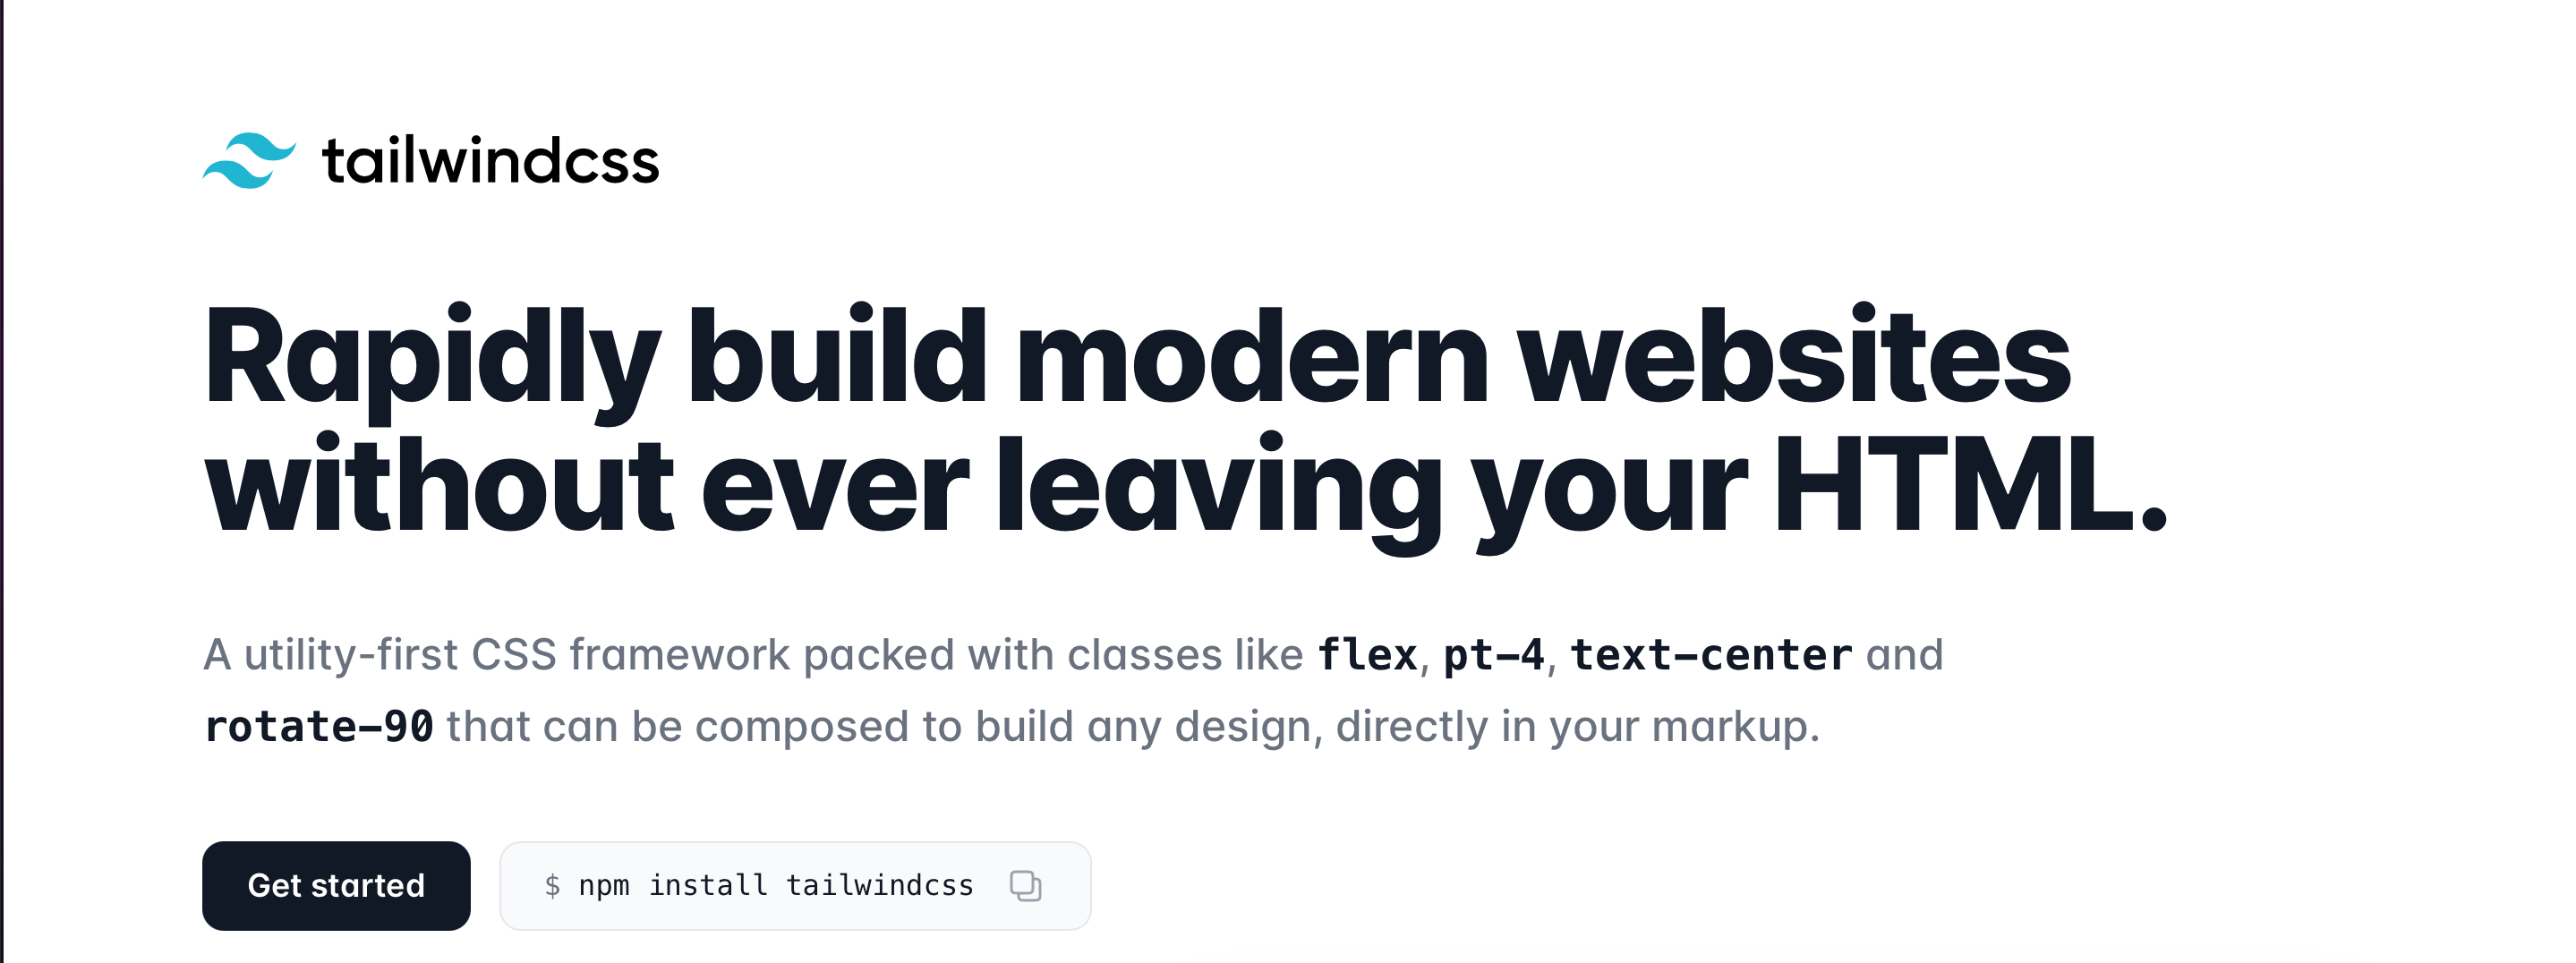 tailwindcss
Rapidly build modern websites
without ever leaving your HTML.
A utility-first CSS framework packed with classes like flex, pt-4, text-center and
rotate-90 that can be composed to build any design, directly in your markup.
Get started
$ npm install tailwindcss